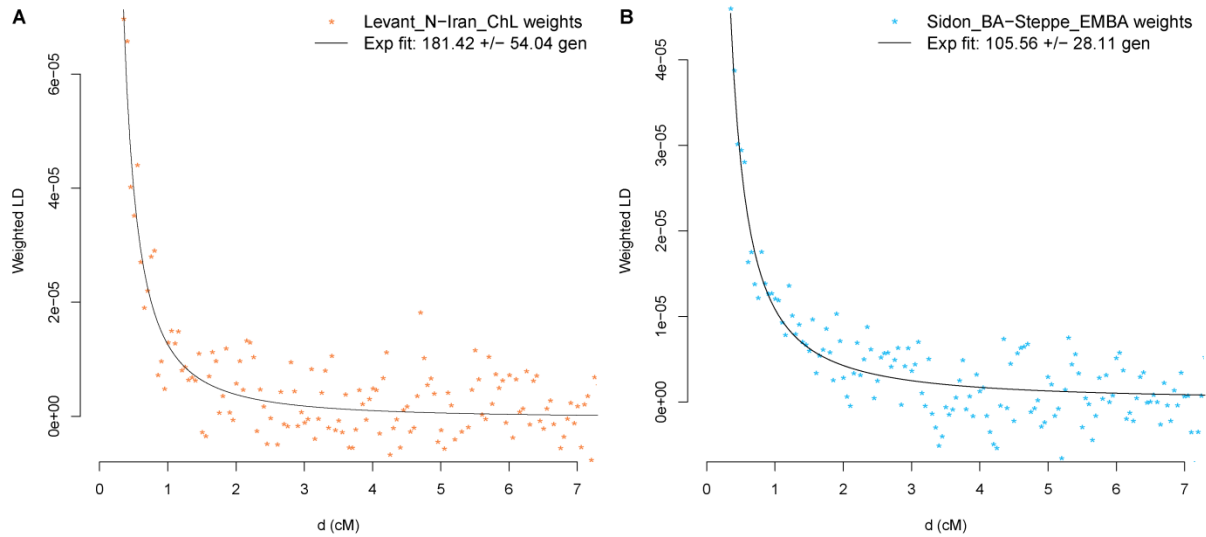 A
Levant_N−Iran_ChL weights
Exp fit: 181.42 +/− 54.04 gen
Weighted LD
0e+00
2e−05
4e−05
6e−05
0 1 2 3 4 5 6 7
d (cM)
B
Sidon_BA−Steppe_EMBA weights
Exp fit: 105.56 +/− 28.11 gen
Weighted LD
0e+00
1e−05
2e−05
3e−05
4e−05
0 1 2 3 4 5 6 7
d (cM)